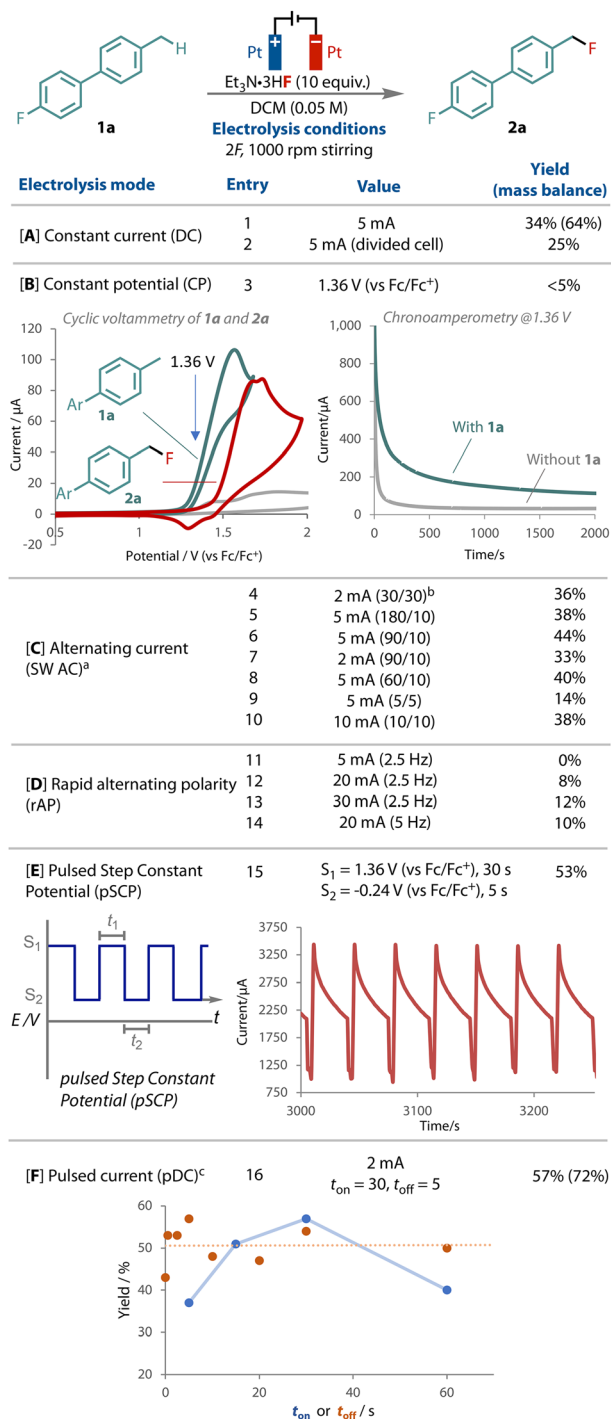 H
F
1a
Pt
+
−
Pt
Et₃N•3HF (10 equiv.)
DCM (0.05 M)
Electrolysis conditions
2F, 1000 rpm stirring
F
F
2a
Electrolysis mode Entry Value Yield (mass balance)
[A] Constant current (DC)
1 5 mA 34% (64%)
2 5 mA (divided cell) 25%
[B] Constant potential (CP) 3 1.36 V (vs Fc/Fc⁺) <5%
Cyclic voltammetry of 1a and 2a
Current / µA
120
100
80
60
40
20
0
-20
0.5 1 1.5 2
Potential / V (vs Fc/Fc⁺)
1.36 V
Ar
1a
F
Ar
2a
Chronoamperometry @1.36 V
Current/µA
1,000
800
600
400
200
0
0 500 1000 1500 2000
Time/s
With 1a
Without 1a
[C] Alternating current
(SW AC)ᵃ
4 2 mA (30/30)ᵇ 36%
5 5 mA (180/10) 38%
6 5 mA (90/10) 44%
7 2 mA (90/10) 33%
8 5 mA (60/10) 40%
9 5 mA (5/5) 14%
10 10 mA (10/10) 38%
[D] Rapid alternating polarity
(rAP)
11 5 mA (2.5 Hz) 0%
12 20 mA (2.5 Hz) 8%
13 30 mA (2.5 Hz) 12%
14 20 mA (5 Hz) 10%
[E] Pulsed Step Constant
Potential (pSCP)
15 S₁ = 1.36 V (vs Fc/Fc⁺), 30 s 53%
S₂ = -0.24 V (vs Fc/Fc⁺), 5 s
t₁
S₁
S₂
E /V
t
t₂
pulsed Step Constant
Potential (pSCP)
Current/µA
3750
3250
2750
2250
1750
1250
750
3000 3100 3200
Time/s
[F] Pulsed current (pDC)ᶜ 16 2 mA 57% (72%)
tₒₙ = 30, tₒff = 5
Yield / %
60
50
40
30
20
0 20 40 60
tₒₙ or tₒff / s